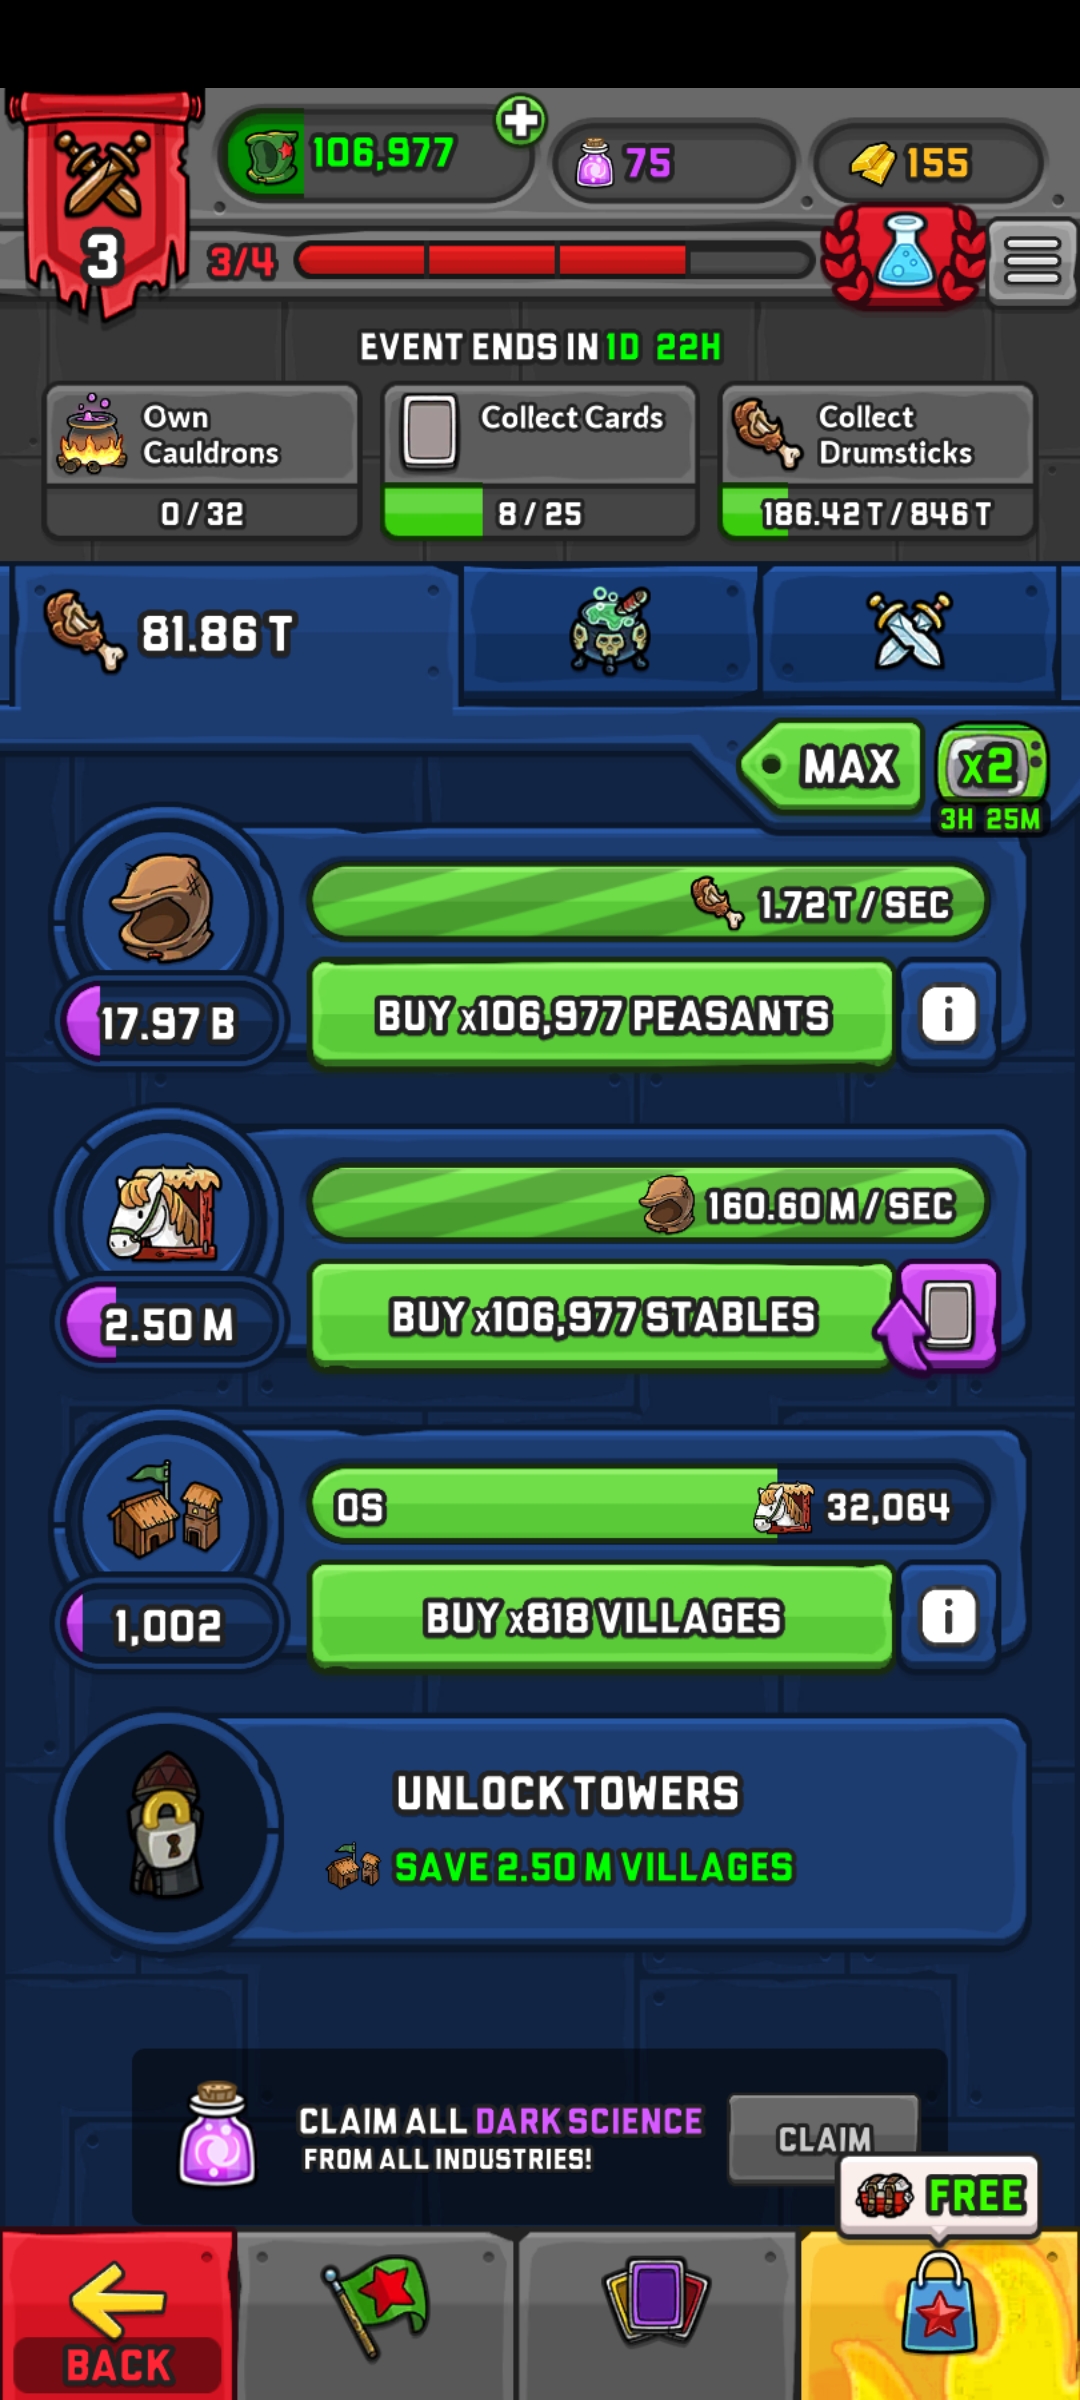 106,977
75
155
3
3/4
EVENT ENDS IN 1D 22H
Own
Cauldrons
0/32
Collect Cards
8/25
Collect
Drumsticks
186.42 T/846 T
81.86 T
MAX
x2
3H 25M
1.72 T/SEC
17.97 B
BUY x106,977 PEASANTS
i
160.60 M/SEC
2.50 M
BUY x106,977 STABLES
0S
32,064
1,002
BUY x818 VILLAGES
i
UNLOCK TOWERS
SAVE 2.50 M VILLAGES
CLAIM ALL DARK SCIENCE
FROM ALL INDUSTRIES!
CLAIM
FREE
BACK